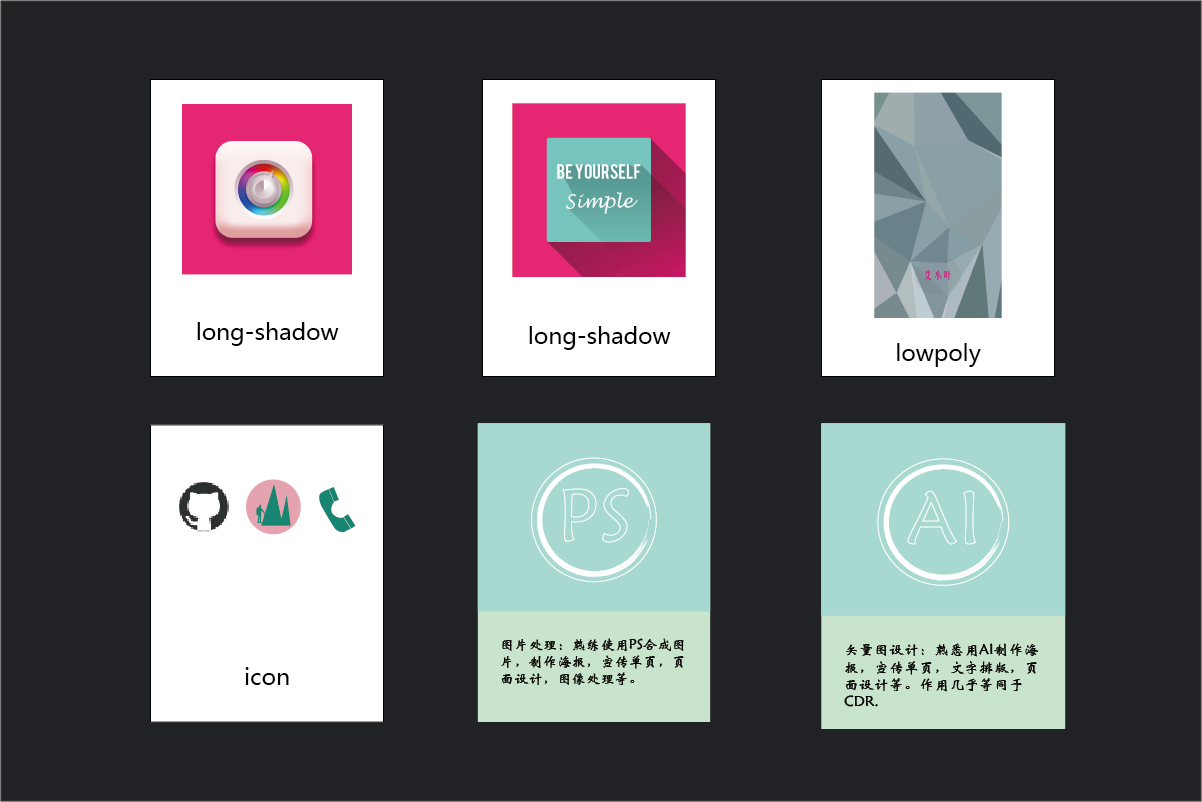 BE YOURSELF
Simple
艾小叶
long-shadow
long-shadow
lowpoly
icon
PS
图片处理：熟练使用PS合成图
片，制作海报，宣传单页，页
面设计，图像处理等。
AI
矢量图设计：熟悉用AI制作海
报，宣传单页，文字排版，页
面设计等。作用几乎等同于
CDR.